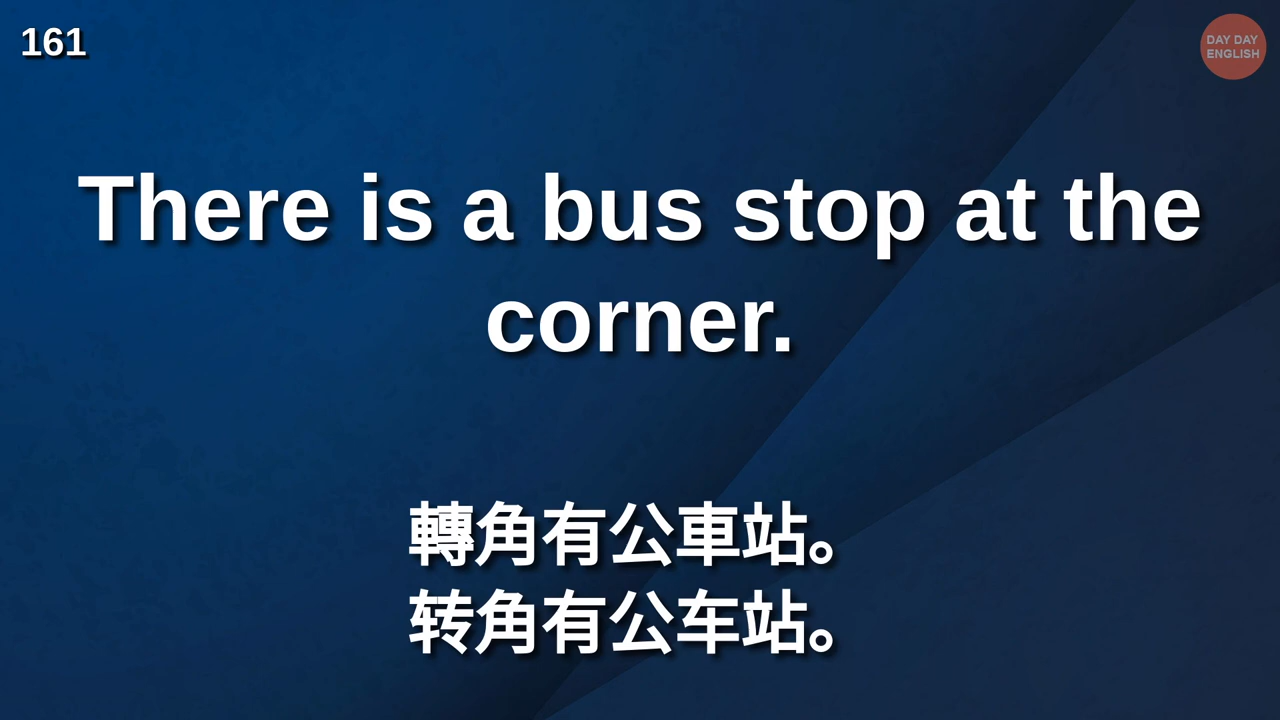 161
DAY DAY
ENGLISH
There is a bus stop at the
corner.
轉角有公車站。
转角有公车站。